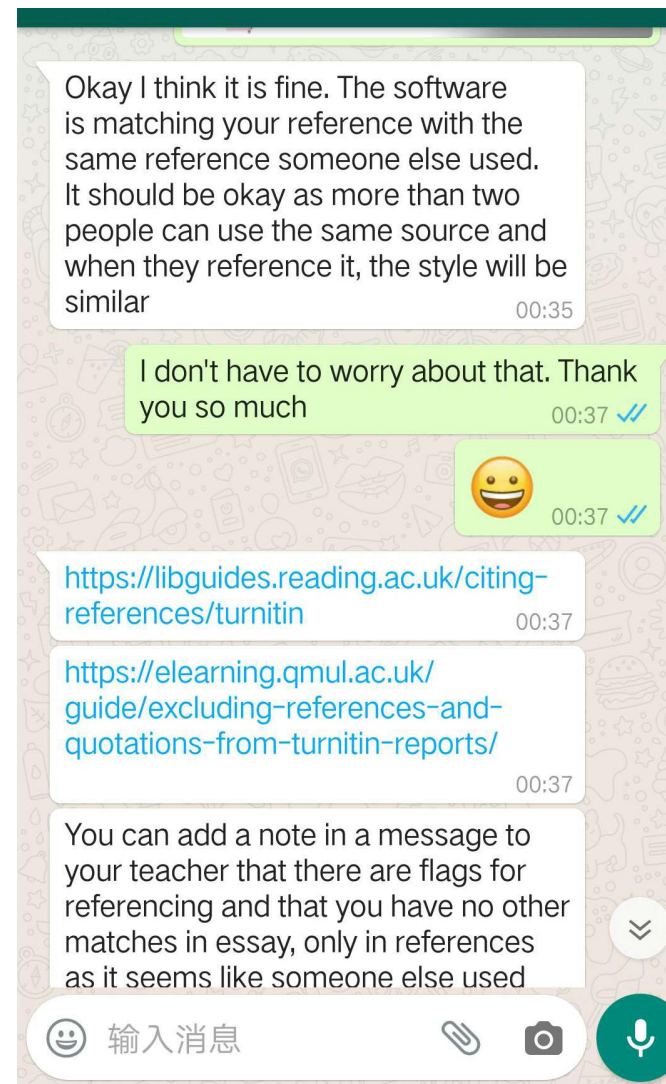 Okay I think it is fine. The software
is matching your reference with the
same reference someone else used.
It should be okay as more than two
people can use the same source and
when they reference it, the style will be
similar
00:35
I don't have to worry about that. Thank
you so much
00:37
00:37
https://libguides.reading.ac.uk/citing-
references/turnitin
00:37
https://elearning.qmul.ac.uk/
guide/excluding-references-and-
quotations-from-turnitin-reports/
00:37
You can add a note in a message to
your teacher that there are flags for
referencing and that you have no other
matches in essay, only in references
as it seems like someone else used
输入消息